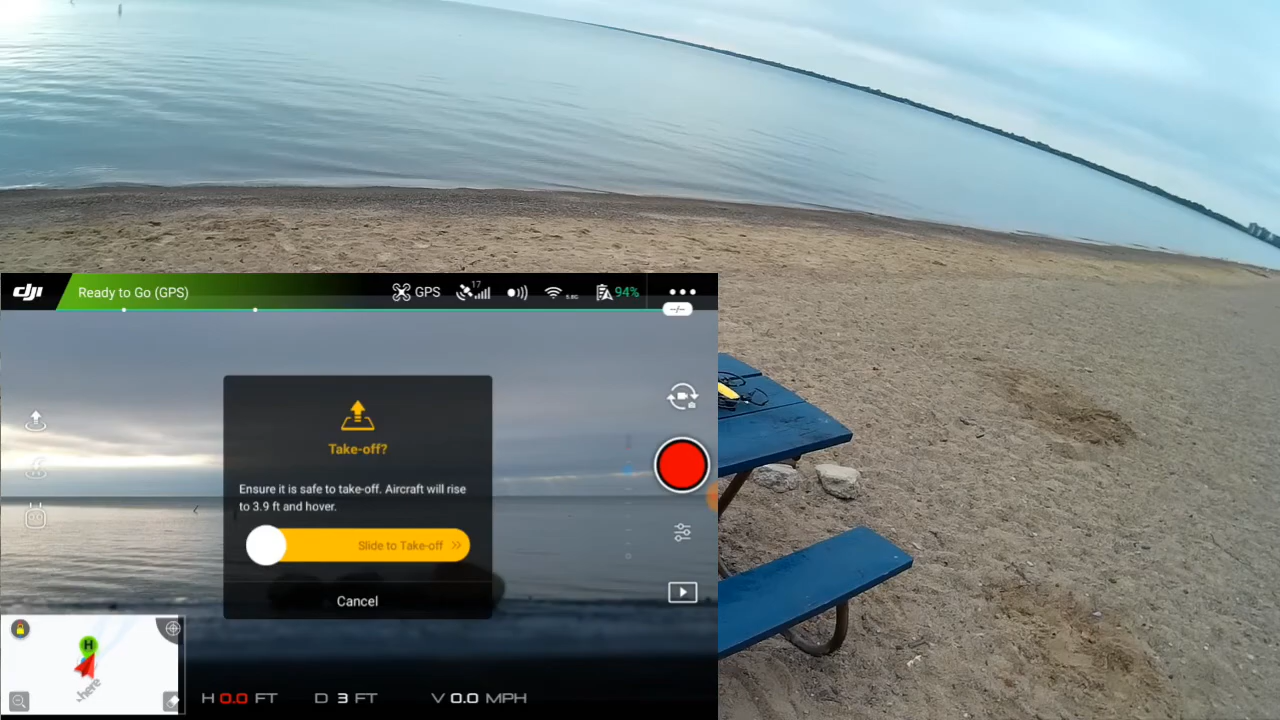 dji Ready to Go (GPS) GPS 17 5.8G 94%
--/--
Take-off?
Ensure it is safe to take-off. Aircraft will rise
to 3.9 ft and hover.
Slide to Take-off
Cancel
H
H 0.0 FT D 3 FT V 0.0 MPH